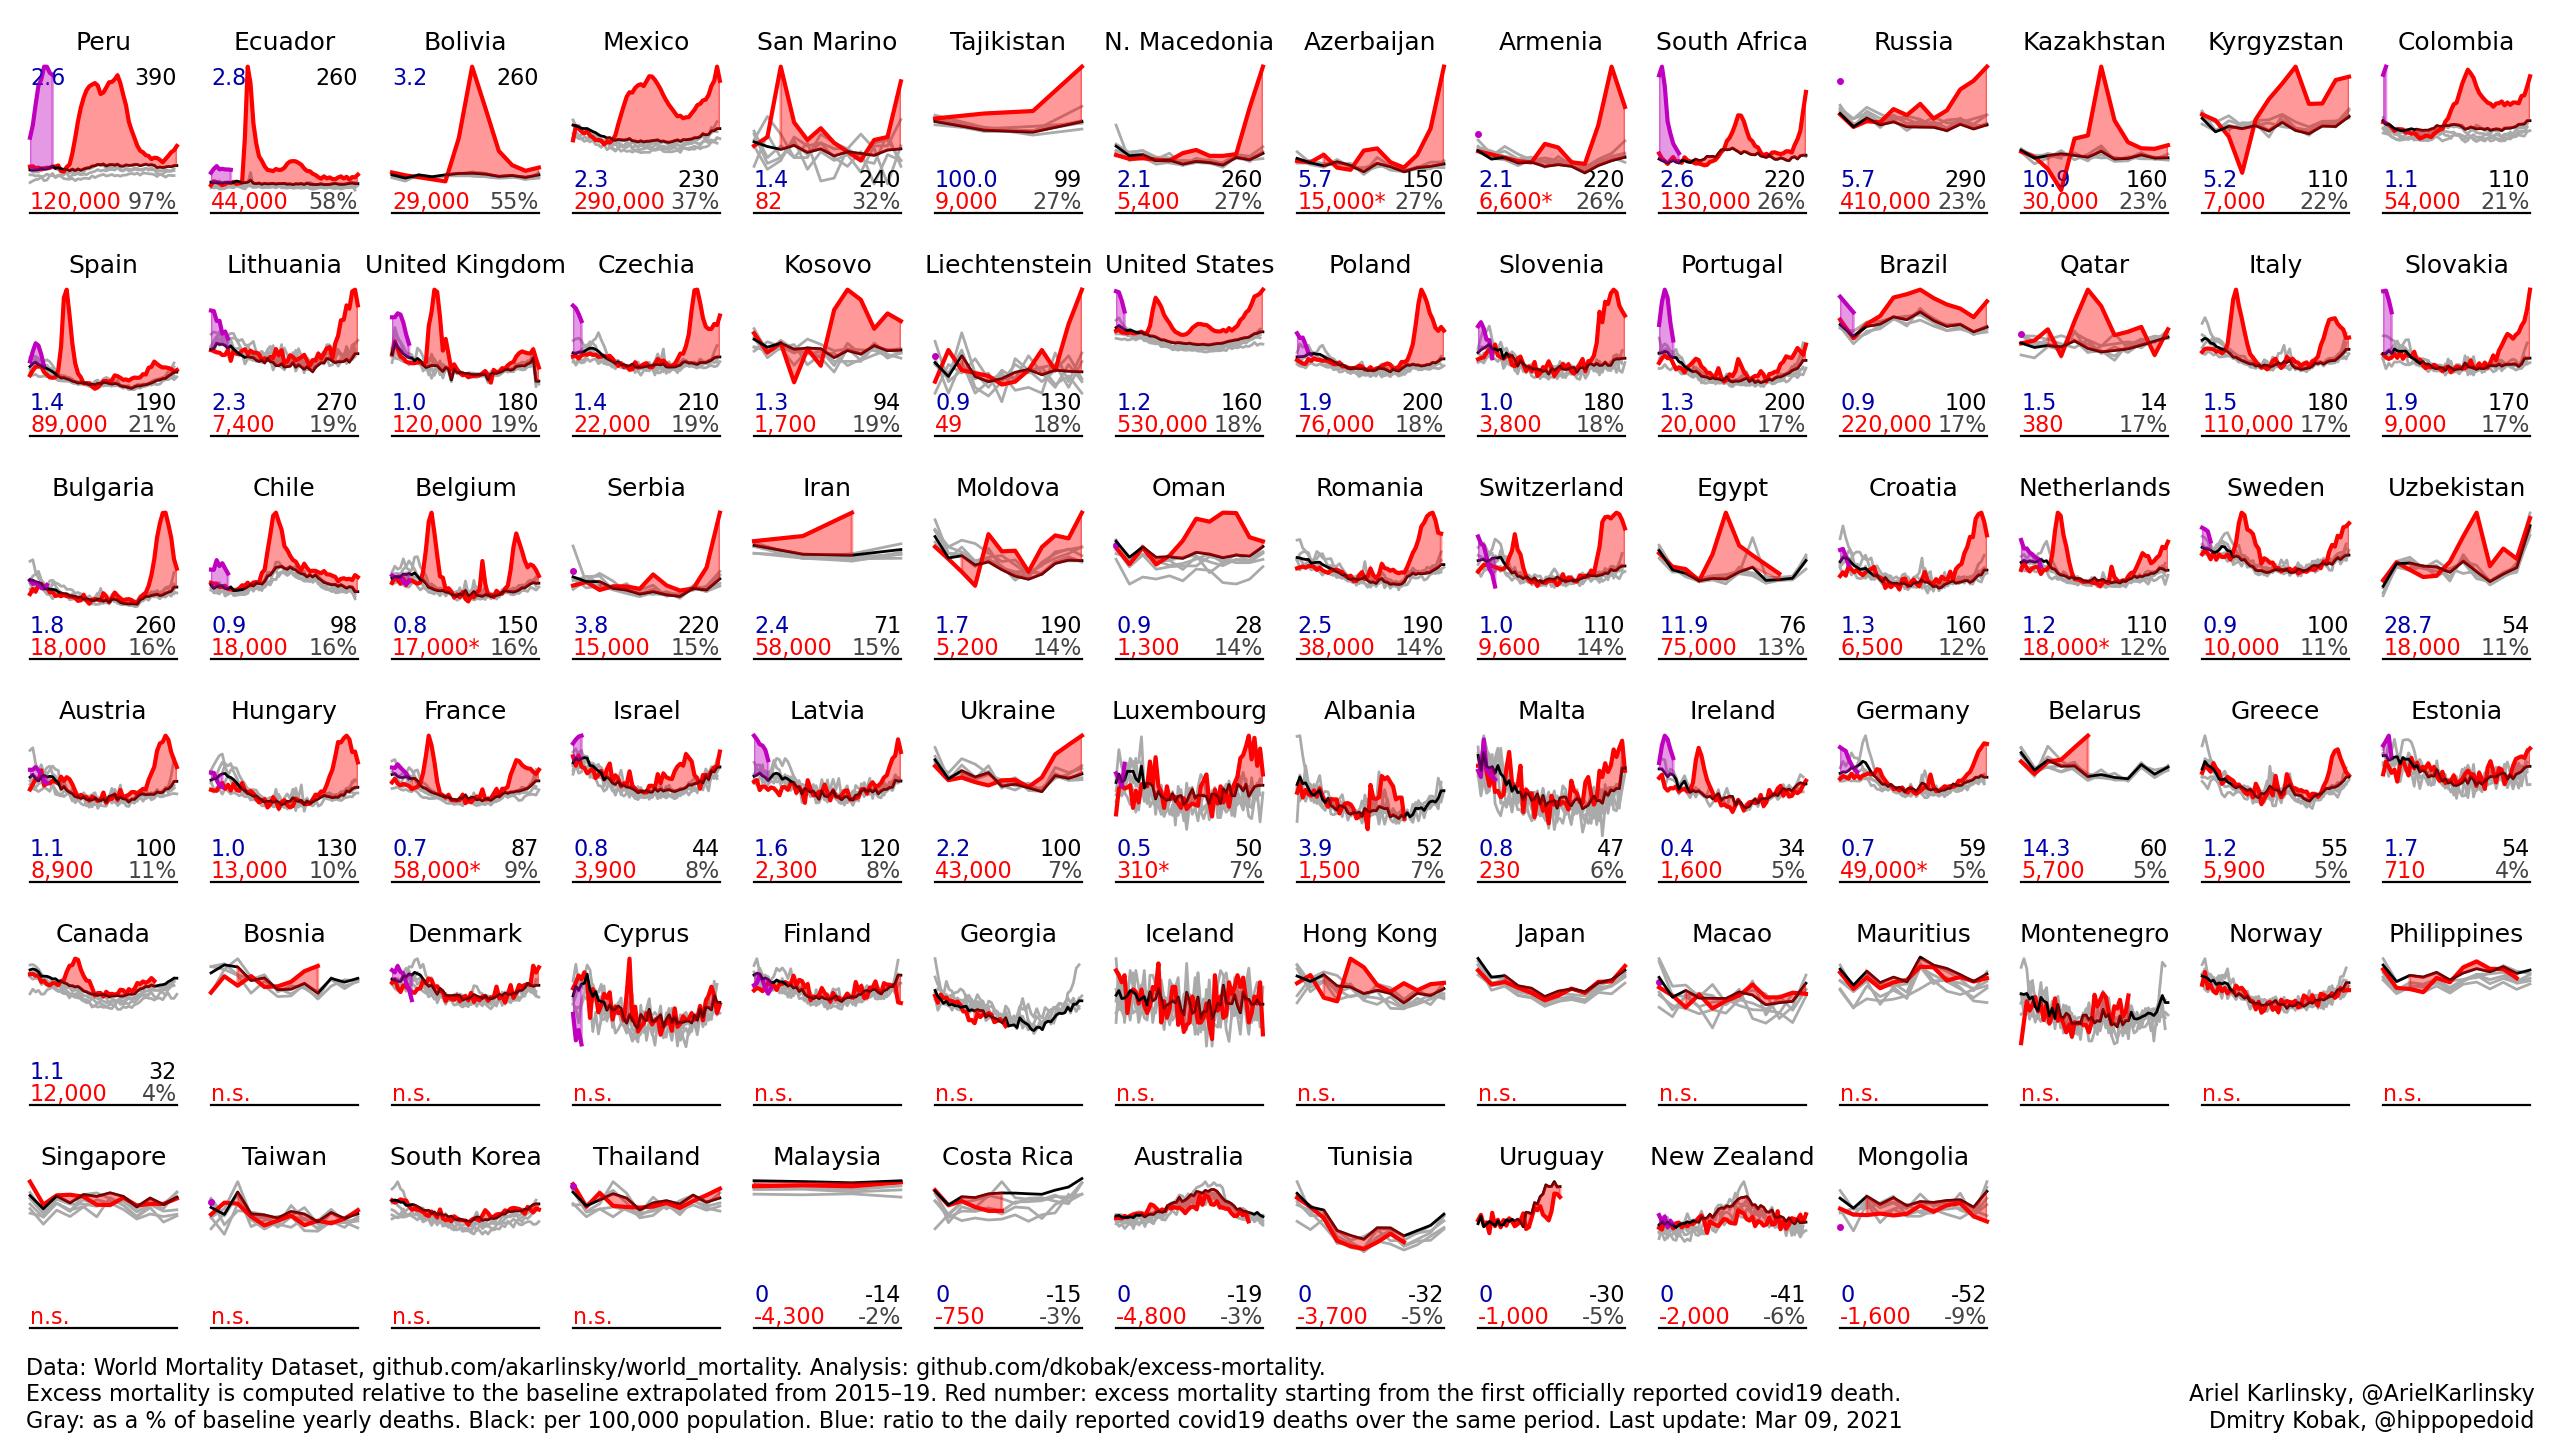 Peru Ecuador Bolivia Mexico San Marino Tajikistan N. Macedonia Azerbaijan Armenia South Africa Russia Kazakhstan Kyrgyzstan Colombia
2.6 390 2.8 260 3.2 260
2.3 230 1.4 240 100.0 99 2.1 260 5.7 150 2.1 220 2.6 220 5.7 290 10.9 160 5.2 110 1.1 110
120,000 97% 44,000 58% 29,000 55% 290,000 37% 82 32% 9,000 27% 5,400 27% 15,000* 27% 6,600* 26% 130,000 26% 410,000 23% 30,000 23% 7,000 22% 54,000 21%
Spain Lithuania United Kingdom Czechia Kosovo Liechtenstein United States Poland Slovenia Portugal Brazil Qatar Italy Slovakia
1.4 190 2.3 270 1.0 180 1.4 210 1.3 94 0.9 130 1.2 160 1.9 200 1.0 180 1.3 200 0.9 100 1.5 14 1.5 180 1.9 170
89,000 21% 7,400 19% 120,000 19% 22,000 19% 1,700 19% 49 18% 530,000 18% 76,000 18% 3,800 18% 20,000 17% 220,000 17% 380 17% 110,000 17% 9,000 17%
Bulgaria Chile Belgium Serbia Iran Moldova Oman Romania Switzerland Egypt Croatia Netherlands Sweden Uzbekistan
1.8 260 0.9 98 0.8 150 3.8 220 2.4 71 1.7 190 0.9 28 2.5 190 1.0 110 11.9 76 1.3 160 1.2 110 0.9 100 28.7 54
18,000 16% 18,000 16% 17,000* 16% 15,000 15% 58,000 15% 5,200 14% 1,300 14% 38,000 14% 9,600 14% 75,000 13% 6,500 12% 18,000* 12% 10,000 11% 18,000 11%
Austria Hungary France Israel Latvia Ukraine Luxembourg Albania Malta Ireland Germany Belarus Greece Estonia
1.1 100 1.0 130 0.7 87 0.8 44 1.6 120 2.2 100 0.5 50 3.9 52 0.8 47 0.4 34 0.7 59 14.3 60 1.2 55 1.7 54
8,900 11% 13,000 10% 58,000* 9% 3,900 8% 2,300 8% 43,000 7% 310* 7% 1,500 7% 230 6% 1,600 5% 49,000* 5% 5,700 5% 5,900 5% 710 4%
Canada Bosnia Denmark Cyprus Finland Georgia Iceland Hong Kong Japan Macao Mauritius Montenegro Norway Philippines
1.1 32
12,000 4% n.s. n.s. n.s. n.s. n.s. n.s. n.s. n.s. n.s. n.s. n.s. n.s. n.s.
Singapore Taiwan South Korea Thailand Malaysia Costa Rica Australia Tunisia Uruguay New Zealand Mongolia
0 -14 0 -15 0 -19 0 -32 0 -30 0 -41 0 -52
n.s. n.s. n.s. n.s. -4,300 -2% -750 -3% -4,800 -3% -3,700 -5% -1,000 -5% -2,000 -6% -1,600 -9%
Data: World Mortality Dataset, github.com/akarlinsky/world_mortality. Analysis: github.com/dkobak/excess-mortality.
Excess mortality is computed relative to the baseline extrapolated from 2015–19. Red number: excess mortality starting from the first officially reported covid19 death.
Gray: as a % of baseline yearly deaths. Black: per 100,000 population. Blue: ratio to the daily reported covid19 deaths over the same period. Last update: Mar 09, 2021
Ariel Karlinsky, @ArielKarlinsky
Dmitry Kobak, @hippopedoid